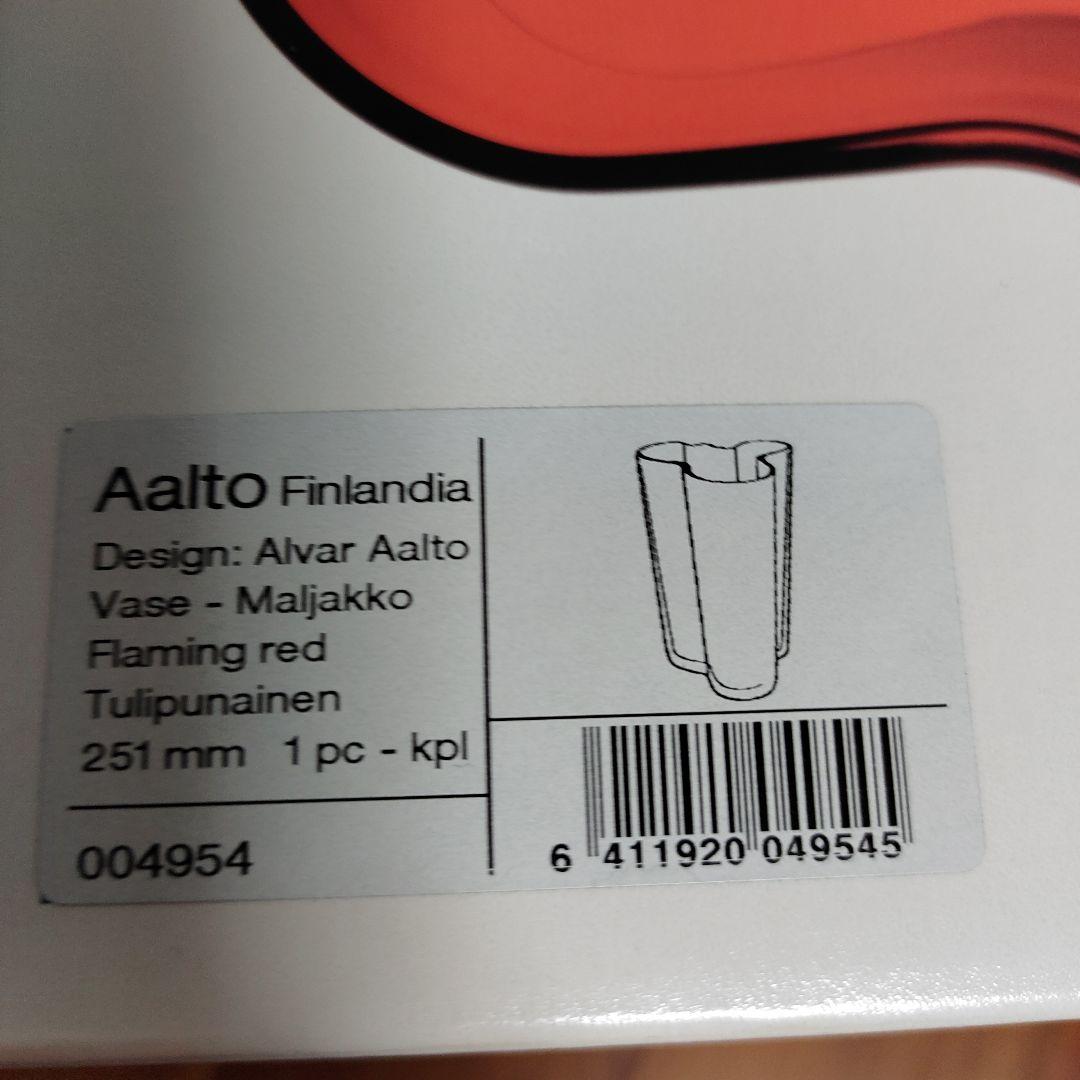 Aalto Finlandia
Design: Alvar Aalto
Vase - Maljakko
Flaming red
Tulipunainen
251 mm 1 pc - kpl
004954
6 411920 049545